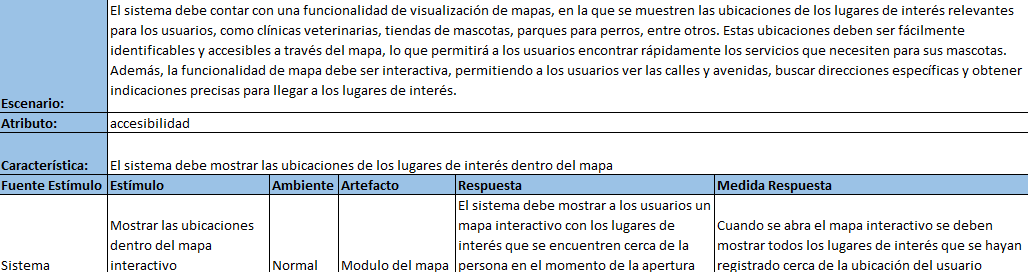 El sistema debe contar con una funcionalidad de visualización de mapas, en la que se muestren las ubicaciones de los lugares de interés relevantes
para los usuarios, como clínicas veterinarias, tiendas de mascotas, parques para perros, entre otros. Estas ubicaciones deben ser fácilmente
identificables y accesibles a través del mapa, lo que permitirá a los usuarios encontrar rápidamente los servicios que necesiten para sus mascotas.
Además, la funcionalidad de mapa debe ser interactiva, permitiendo a los usuarios ver las calles y avenidas, buscar direcciones específicas y obtener
indicaciones precisas para llegar a los lugares de interés.
Escenario:
Atributo: accesibilidad
Característica: El sistema debe mostrar las ubicaciones de los lugares de interés dentro del mapa
Fuente Estímulo Estímulo Ambiente Artefacto Respuesta Medida Respuesta
Sistema
Mostrar las ubicaciones
dentro del mapa
interactivo
Normal
Modulo del mapa
El sistema debe mostrar a los usuarios un
mapa interactivo con los lugares de
interés que se encuentren cerca de la
persona en el momento de la apertura
Cuando se abra el mapa interactivo se deben
mostrar todos los lugares de interés que se hayan
registrado cerca de la ubicación del usuario